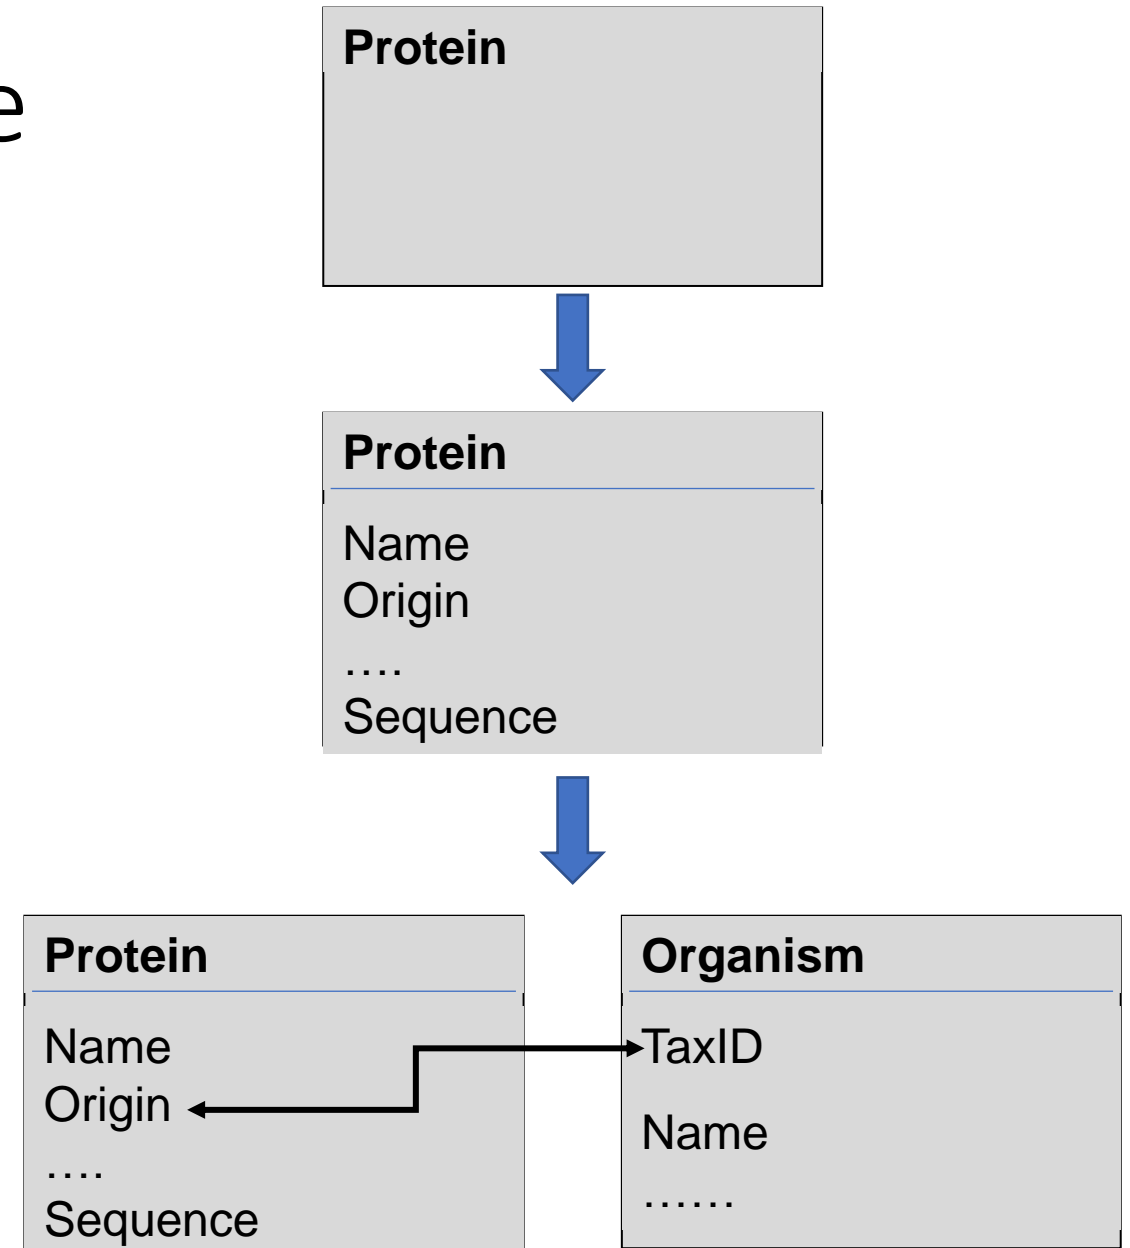 e
Protein
Protein
Name
Origin
….
Sequence
Protein
Name
Origin
….
Sequence
Organism
TaxID
Name
……